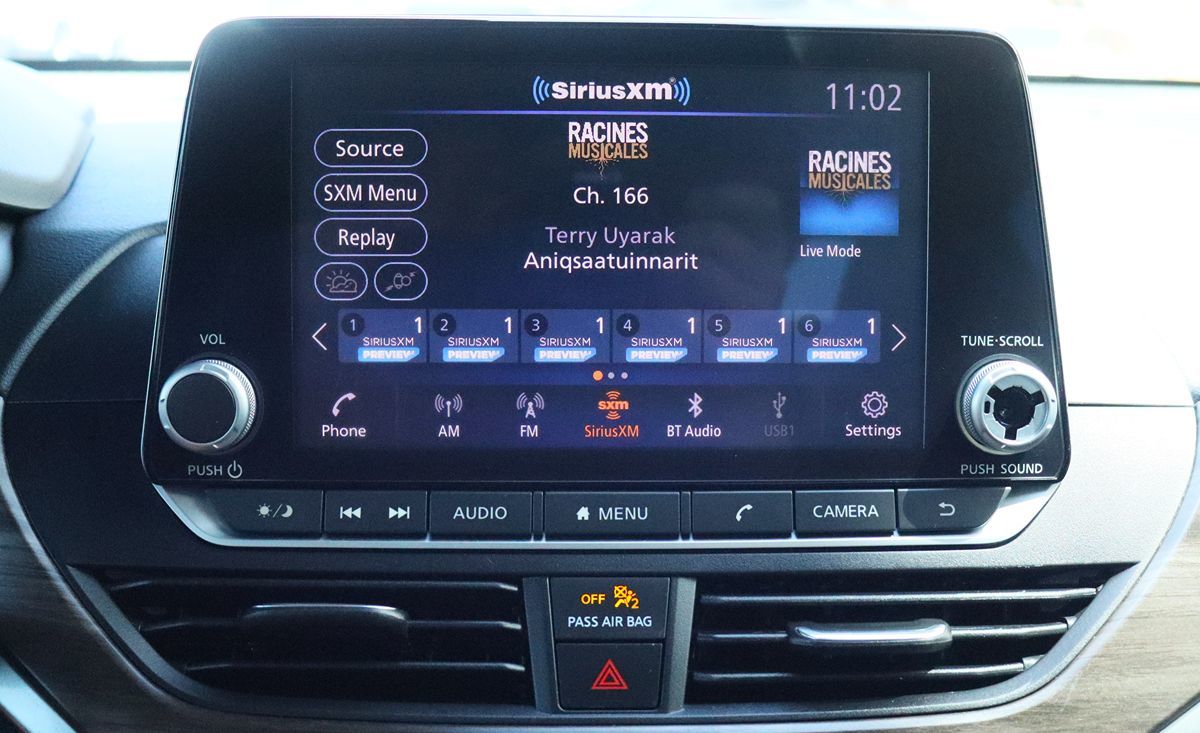 SiriusXM®
11:02
Source
SXM Menu
Replay
RACINES
MUSICALES
Ch. 166
Terry Uyarak
Aniqsaatuinnarit
RACINES
MUSICALES
Live Mode
1 1 2 1 3 1 4 1 5 1 6 1
SIRIUSXM SIRIUSXM SIRIUSXM SIRIUSXM SIRIUSXM SIRIUSXM
PREVIEW PREVIEW PREVIEW PREVIEW PREVIEW PREVIEW
VOL
TUNE·SCROLL
sxm
Phone AM FM SiriusXM BT Audio USB1 Settings
PUSH
PUSH SOUND
AUDIO MENU CAMERA
OFF 2
PASS AIR BAG